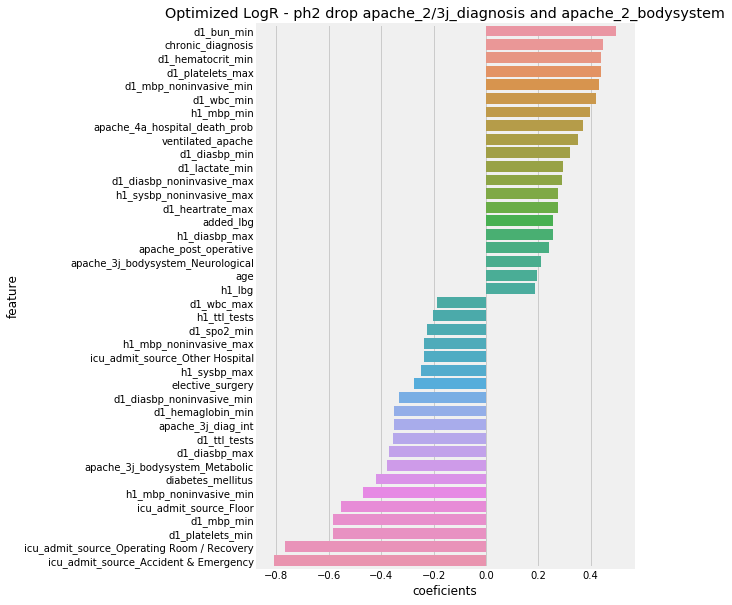 Optimized LogR - ph2 drop apache_2/3j_diagnosis and apache_2_bodysystem
feature
d1_bun_min
chronic_diagnosis
d1_hematocrit_min
d1_platelets_max
d1_mbp_noninvasive_min
d1_wbc_min
h1_mbp_min
apache_4a_hospital_death_prob
ventilated_apache
d1_diasbp_min
d1_lactate_min
d1_diasbp_noninvasive_max
h1_sysbp_noninvasive_max
d1_heartrate_max
added_lbg
h1_diasbp_max
apache_post_operative
apache_3j_bodysystem_Neurological
age
h1_lbg
d1_wbc_max
h1_ttl_tests
d1_spo2_min
h1_mbp_noninvasive_max
icu_admit_source_Other Hospital
h1_sysbp_max
elective_surgery
d1_diasbp_noninvasive_min
d1_hemaglobin_min
apache_3j_diag_int
d1_ttl_tests
d1_diasbp_max
apache_3j_bodysystem_Metabolic
diabetes_mellitus
h1_mbp_noninvasive_min
icu_admit_source_Floor
d1_mbp_min
d1_platelets_min
icu_admit_source_Operating Room / Recovery
icu_admit_source_Accident & Emergency
−0.8 −0.6 −0.4 −0.2 0.0 0.2 0.4
coeficients